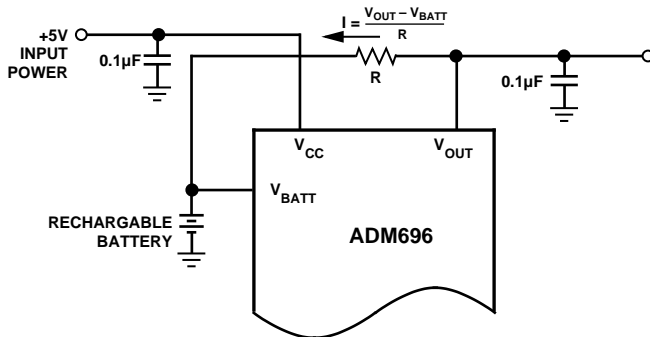 +5V
INPUT
POWER
0.1µF
I = (V_OUT – V_BATT) / R
R
0.1µF
V_CC
V_OUT
V_BATT
RECHARGABLE
BATTERY
ADM696